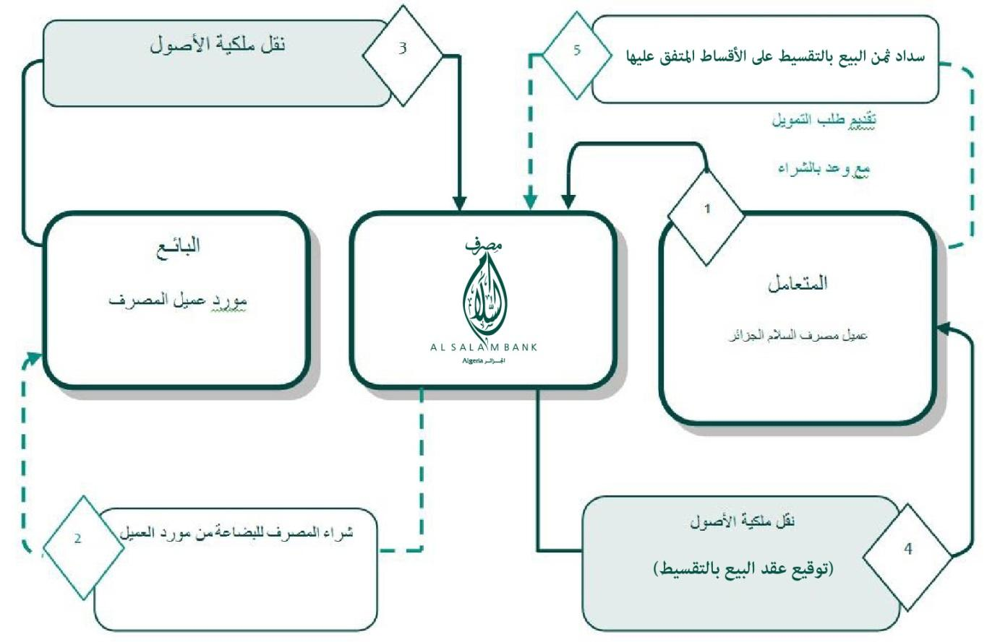 نقل ملكية الأصول
3
5
سداد ثمن البيع بالتقسيط على الأقساط المتفق عليها
تقديم طلب التمويل
مع وعد بالشراء
1
البائع
مورد عميل المصرف
مصرف
السلام
AL SALAM BANK
Algeria الجزائر
المتعامل
عميل مصرف السلام الجزائر
2
شراء المصرف للبضاعة من مورد العميل
نقل ملكية الأصول
(توقيع عقد البيع بالتقسيط)
4